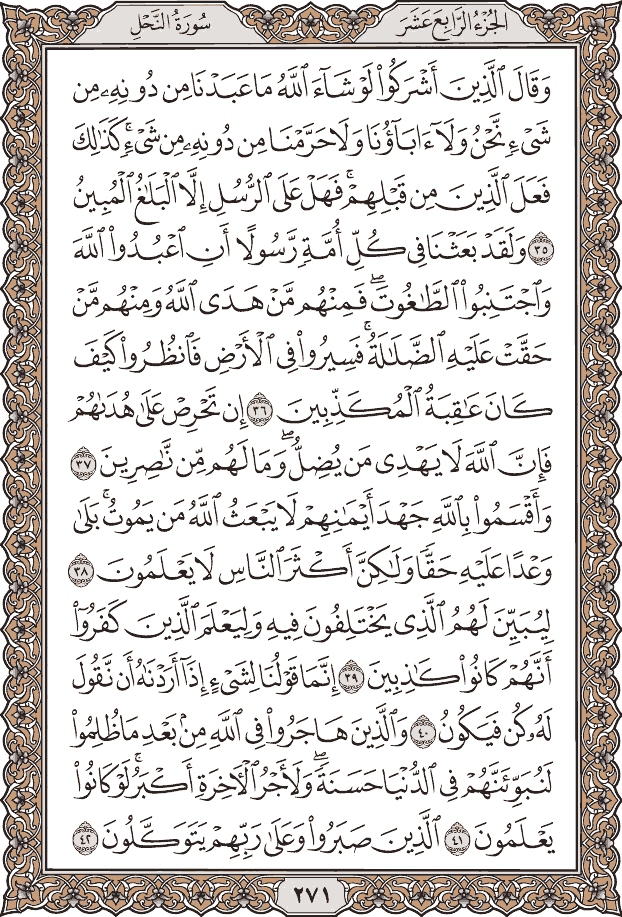 الجُزْءُ الرَّابِعَ عَشَرَ
سُورَةُ النَّحْلِ
وَقَالَ ٱلَّذِينَ أَشْرَكُوا۟ لَوْ شَآءَ ٱللَّهُ مَا عَبَدْنَا مِن دُونِهِۦ مِن
شَىْءٍ نَّحْنُ وَلَآ ءَابَآؤُنَا وَلَا حَرَّمْنَا مِن دُونِهِۦ مِن شَىْءٍ ۚ كَذَٰلِكَ
فَعَلَ ٱلَّذِينَ مِن قَبْلِهِمْ ۚ فَهَلْ عَلَى ٱلرُّسُلِ إِلَّا ٱلْبَلَٰغُ ٱلْمُبِينُ
٣٥ وَلَقَدْ بَعَثْنَا فِى كُلِّ أُمَّةٍ رَّسُولًا أَنِ ٱعْبُدُوا۟ ٱللَّهَ
وَٱجْتَنِبُوا۟ ٱلطَّٰغُوتَ ۖ فَمِنْهُم مَّنْ هَدَى ٱللَّهُ وَمِنْهُم مَّنْ
حَقَّتْ عَلَيْهِ ٱلضَّلَٰلَةُ ۚ فَسِيرُوا۟ فِى ٱلْأَرْضِ فَٱنظُرُوا۟ كَيْفَ
كَانَ عَٰقِبَةُ ٱلْمُكَذِّبِينَ ٣٦ إِن تَحْرِصْ عَلَىٰ هُدَىٰهُمْ
فَإِنَّ ٱللَّهَ لَا يَهْدِى مَن يُضِلُّ ۖ وَمَا لَهُم مِّن نَّٰصِرِينَ ٣٧
وَأَقْسَمُوا۟ بِٱللَّهِ جَهْدَ أَيْمَٰنِهِمْ لَا يَبْعَثُ ٱللَّهُ مَن يَمُوتُ ۚ بَلَىٰ
وَعْدًا عَلَيْهِ حَقًّا وَلَٰكِنَّ أَكْثَرَ ٱلنَّاسِ لَا يَعْلَمُونَ ٣٨
لِيُبَيِّنَ لَهُمُ ٱلَّذِى يَخْتَلِفُونَ فِيهِ وَلِيَعْلَمَ ٱلَّذِينَ كَفَرُوٓا۟
أَنَّهُمْ كَانُوا۟ كَٰذِبِينَ ٣٩ إِنَّمَا قَوْلُنَا لِشَىْءٍ إِذَآ أَرَدْنَٰهُ أَن نَّقُولَ
لَهُۥ كُن فَيَكُونُ ٤٠ وَٱلَّذِينَ هَاجَرُوا۟ فِى ٱللَّهِ مِنۢ بَعْدِ مَا ظُلِمُوا۟
لَنُبَوِّئَنَّهُمْ فِى ٱلدُّنْيَا حَسَنَةً ۖ وَلَأَجْرُ ٱلْءَاخِرَةِ أَكْبَرُ ۚ لَوْ كَانُوا۟
يَعْلَمُونَ ٤١ ٱلَّذِينَ صَبَرُوا۟ وَعَلَىٰ رَبِّهِمْ يَتَوَكَّلُونَ ٤٢
٢٧١